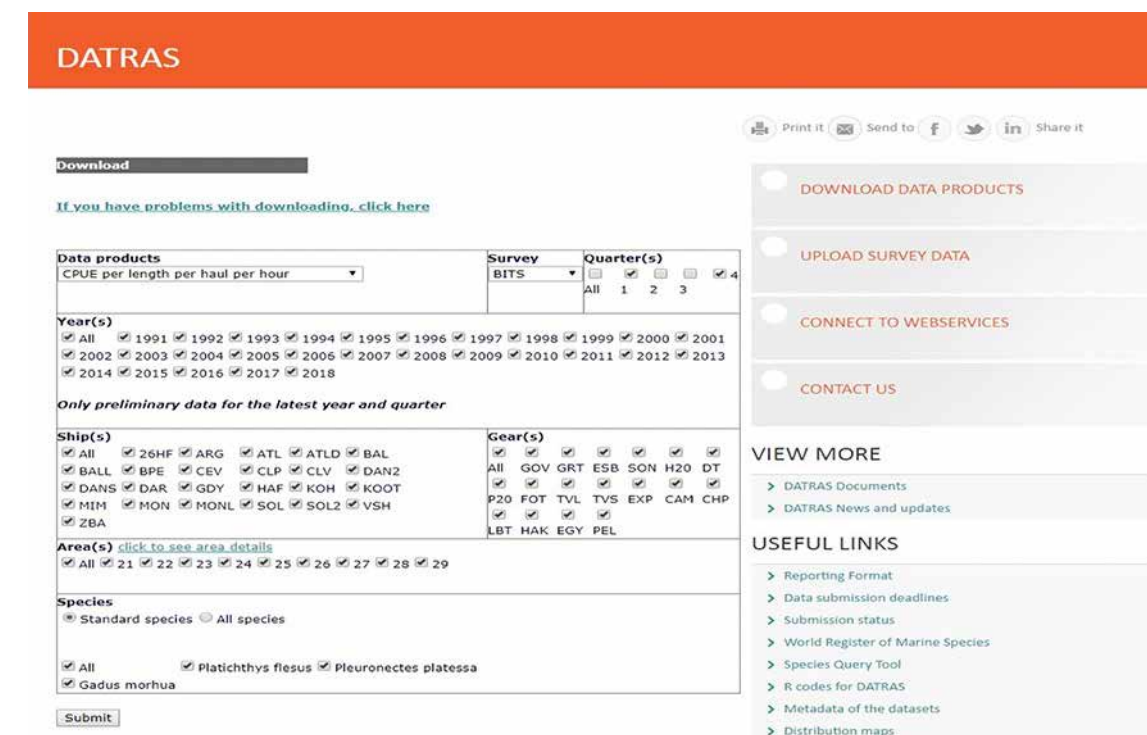 DATRAS
Print it Send to f in Share it
Download
If you have problems with downloading, click here
Data products
CPUE per length per haul per hour
Survey
BITS
Quarter(s)
4
All 1 2 3
Year(s)
All 1991 1992 1993 1994 1995 1996 1997 1998 1999 2000 2001
2002 2003 2004 2005 2006 2007 2008 2009 2010 2011 2012 2013
2014 2015 2016 2017 2018
Only preliminary data for the latest year and quarter
Ship(s)
All 26HF ARG ATL ATLD BAL
BALL BPE CEV CLP CLV DAN2
DANS DAR GDY HAF KOH KOOT
MIM MON MONL SOL SOL2 VSH
ZBA
Gear(s)
All GOV GRT ESB SON H20 DT
P20 FOT TVL TVS EXP CAM CHP
LBT HAK EGY PEL
Area(s) click to see area details
All 21 22 23 24 25 26 27 28 29
Species
Standard species All species
All Platichthys flesus Pleuronectes platessa
Gadus morhua
Submit
DOWNLOAD DATA PRODUCTS
UPLOAD SURVEY DATA
CONNECT TO WEBSERVICES
CONTACT US
VIEW MORE
DATRAS Documents
DATRAS News and updates
USEFUL LINKS
Reporting Format
Data submission deadlines
Submission status
World Register of Marine Species
Species Query Tool
R codes for DATRAS
Metadata of the datasets
Distribution maps